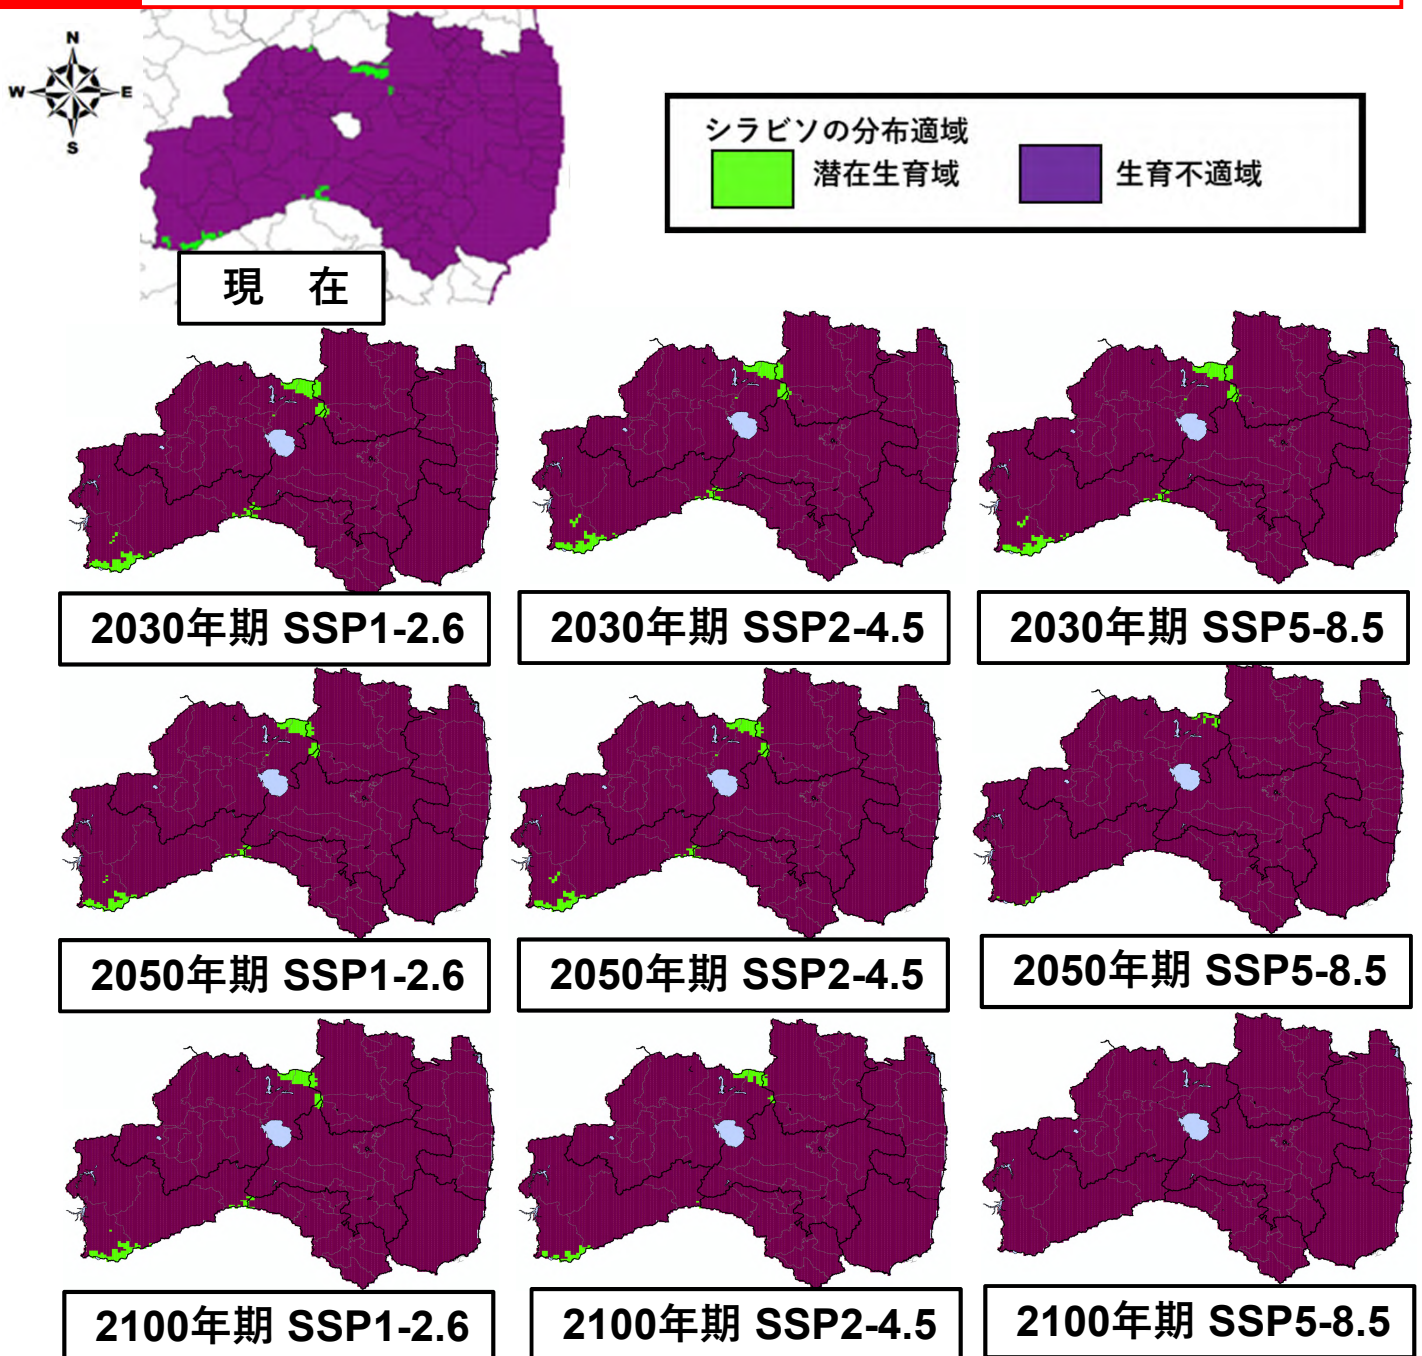 N
W
E
S
シラビソの分布適域
潜在生育域
生育不適域
現 在
2030年期 SSP1-2.6
2030年期 SSP2-4.5
2030年期 SSP5-8.5
2050年期 SSP1-2.6
2050年期 SSP2-4.5
2050年期 SSP5-8.5
2100年期 SSP1-2.6
2100年期 SSP2-4.5
2100年期 SSP5-8.5